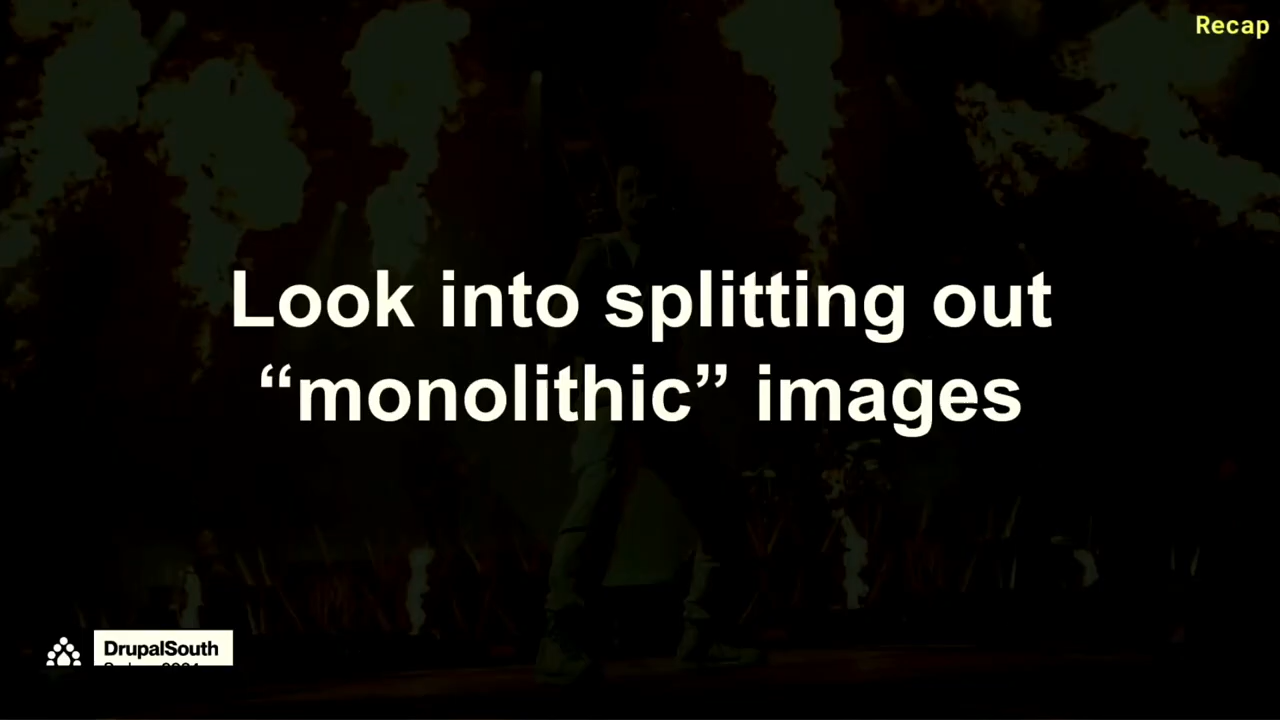 Recap
Look into splitting out
“monolithic” images
DrupalSouth